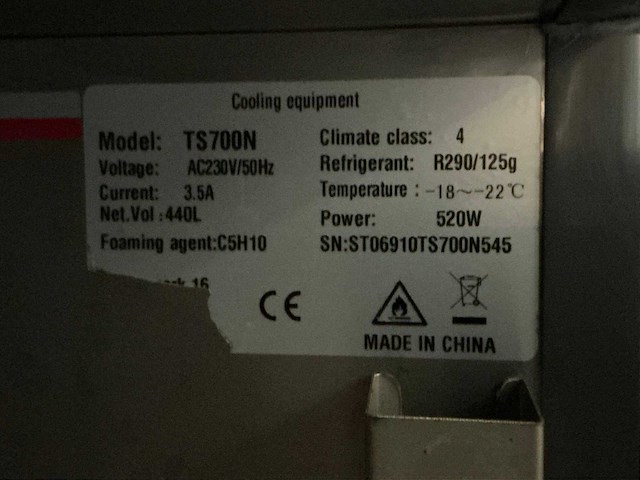 Cooling equipment
Model: TS700N
Climate class: 4
Voltage: AC230V/50Hz
Refrigerant: R290/125g
Current: 3.5A
Temperature : -18～-22℃
Net.Vol :440L
Power: 520W
Foaming agent:C5H10
SN:ST06910TS700N545
16
CE
MADE IN CHINA